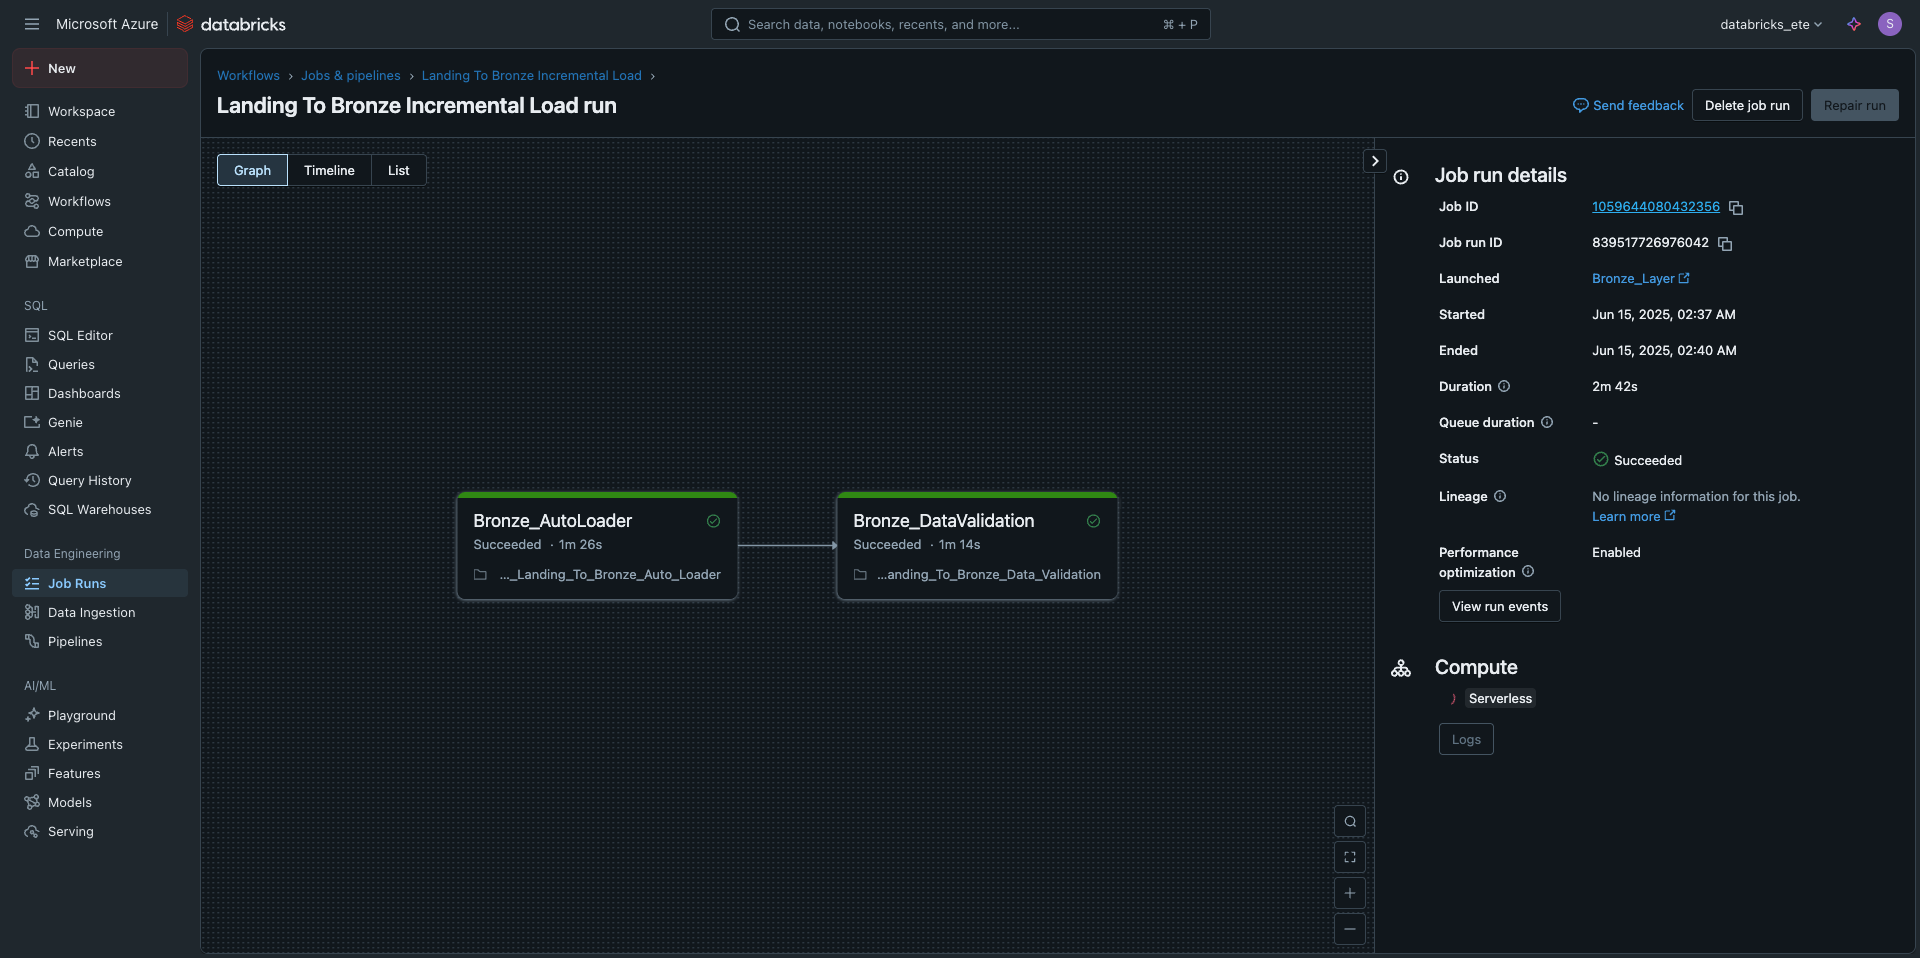 Microsoft Azure
databricks
Search data, notebooks, recents, and more...
⌘ + P
databricks_ete
S
New
Workspace
Recents
Catalog
Workflows
Compute
Marketplace
SQL
SQL Editor
Queries
Dashboards
Genie
Alerts
Query History
SQL Warehouses
Data Engineering
Job Runs
Data Ingestion
Pipelines
AI/ML
Playground
Experiments
Features
Models
Serving
Workflows › Jobs & pipelines › Landing To Bronze Incremental Load ›
Landing To Bronze Incremental Load run
Send feedback
Delete job run
Repair run
Graph
Timeline
List
Bronze_AutoLoader
Succeeded · 1m 26s
..._Landing_To_Bronze_Auto_Loader
Bronze_DataValidation
Succeeded · 1m 14s
...anding_To_Bronze_Data_Validation
Job run details
Job ID 1059644080432356
Job run ID 839517726976042
Launched Bronze_Layer
Started Jun 15, 2025, 02:37 AM
Ended Jun 15, 2025, 02:40 AM
Duration 2m 42s
Queue duration -
Status Succeeded
Lineage No lineage information for this job.
Learn more
Performance Enabled
optimization
View run events
Compute
Serverless
Logs